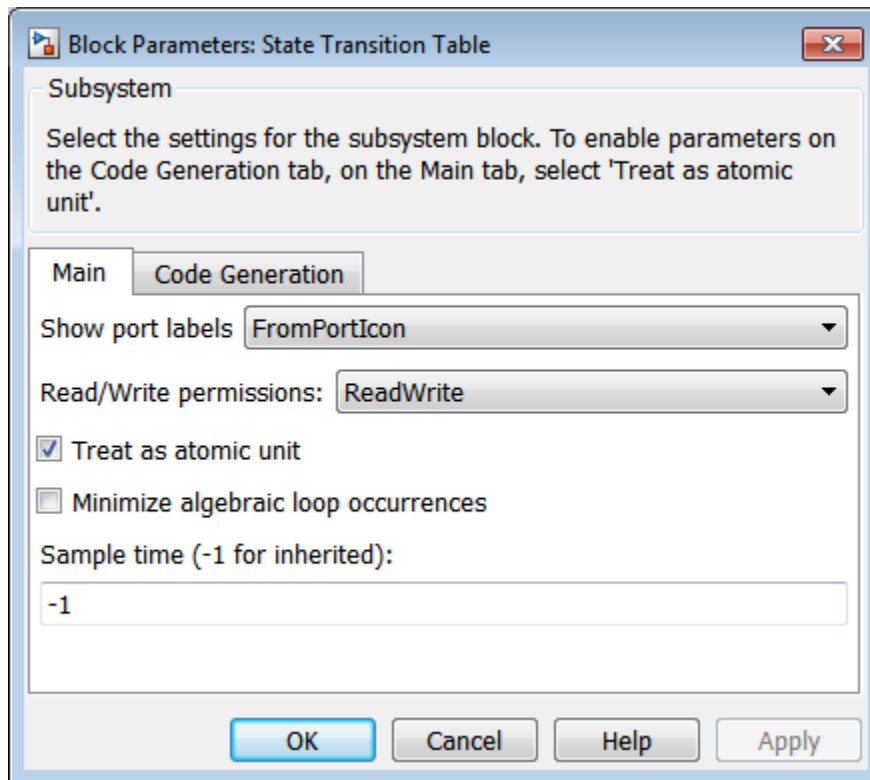 Block Parameters: State Transition Table
Subsystem
Select the settings for the subsystem block. To enable parameters on
the Code Generation tab, on the Main tab, select 'Treat as atomic
unit'.
Main Code Generation
Show port labels FromPortIcon
Read/Write permissions: ReadWrite
Treat as atomic unit
Minimize algebraic loop occurrences
Sample time (-1 for inherited):
-1
OK Cancel Help Apply